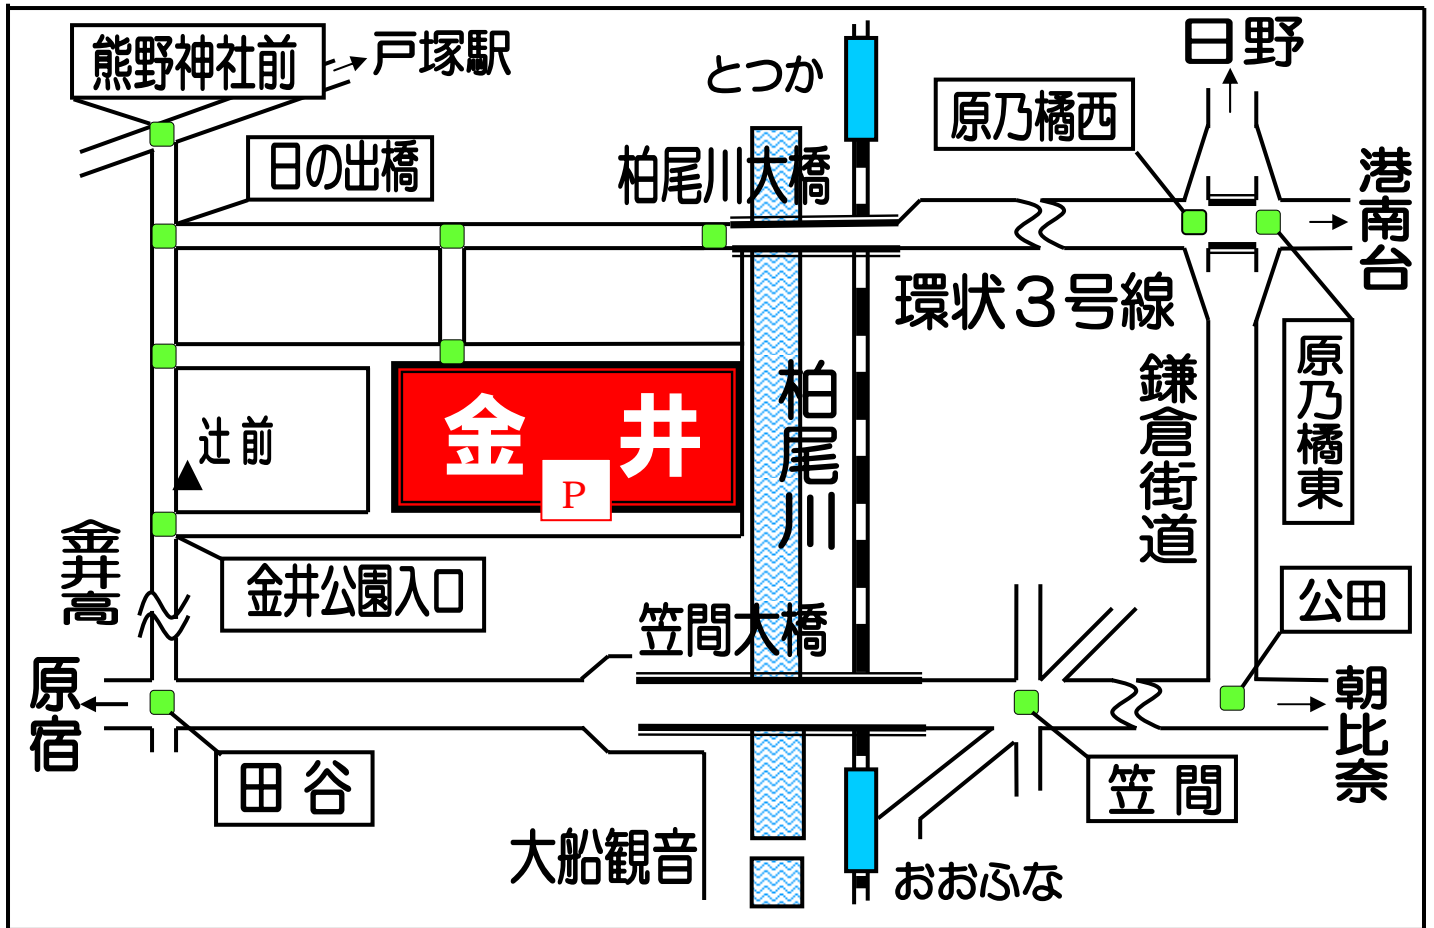 熊野神社前
戸塚駅
とつか
日野
原乃橘西
日の出橋
柏尾川大橋
港南台
環状３号線
原乃橘東
鎌倉街道
柏尾川
金　井
P
辻前
金井高
金井公園入口
笠間大橋
公田
原宿
朝比奈
田谷
笠間
大船観音
おおふな